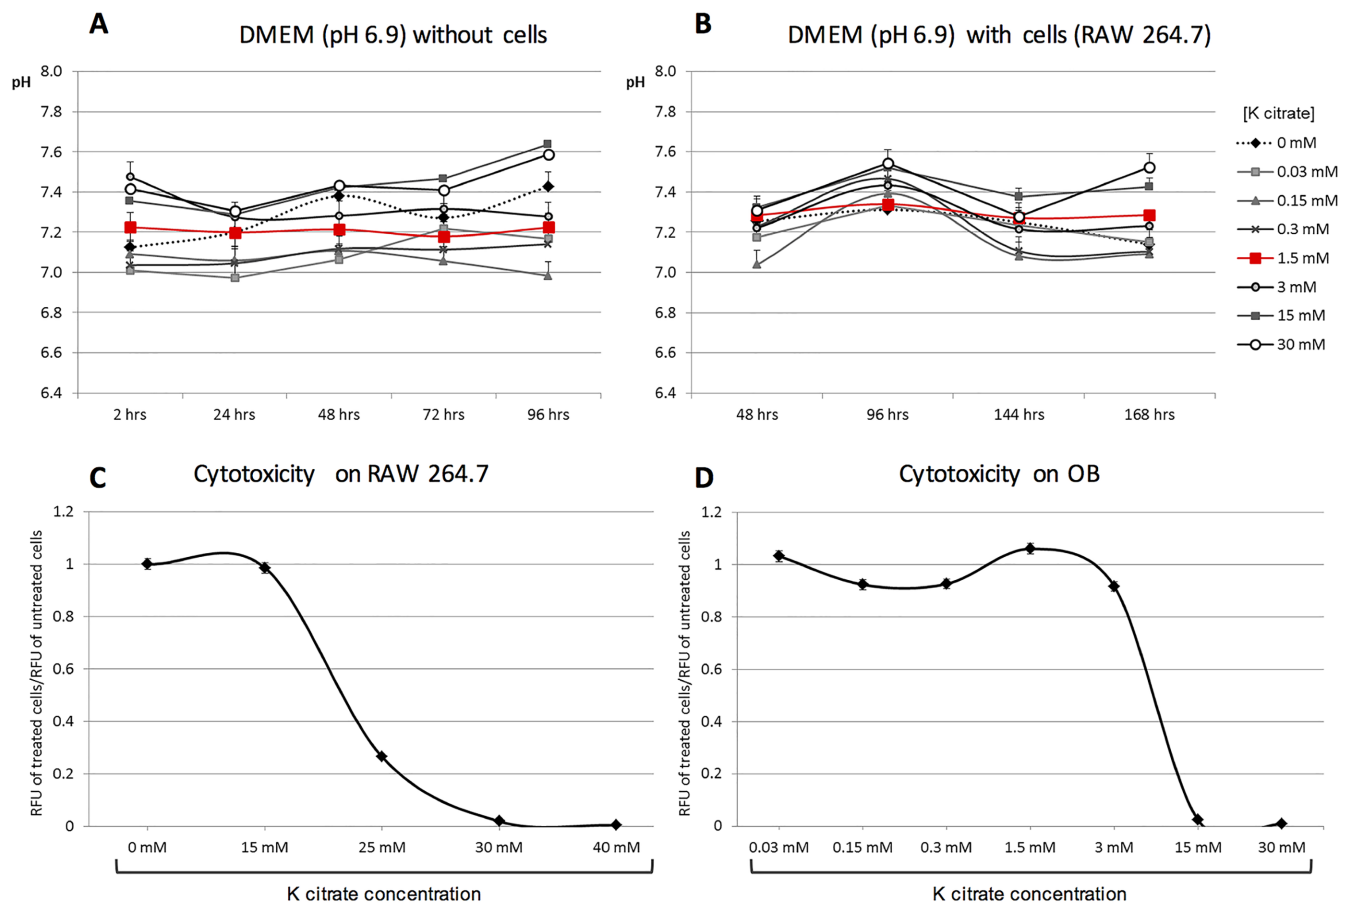 A
DMEM (pH 6.9) without cells
pH
8.0
7.8
7.6
7.4
7.2
7.0
6.8
6.6
6.4
2 hrs 24 hrs 48 hrs 72 hrs 96 hrs
B
DMEM (pH 6.9) with cells (RAW 264.7)
pH
8.0
7.8
7.6
7.4
7.2
7.0
6.8
6.6
6.4
48 hrs 96 hrs 144 hrs 168 hrs
[K citrate]
0 mM
0.03 mM
0.15 mM
0.3 mM
1.5 mM
3 mM
15 mM
30 mM
C
Cytotoxicity on RAW 264.7
RFU of treated cells/RFU of untreated cells
1.2
1
0.8
0.6
0.4
0.2
0
0 mM 15 mM 25 mM 30 mM 40 mM
K citrate concentration
D
Cytotoxicity on OB
RFU of treated cells/RFU of untreated cells
1.2
1
0.8
0.6
0.4
0.2
0
0.03 mM 0.15 mM 0.3 mM 1.5 mM 3 mM 15 mM 30 mM
K citrate concentration